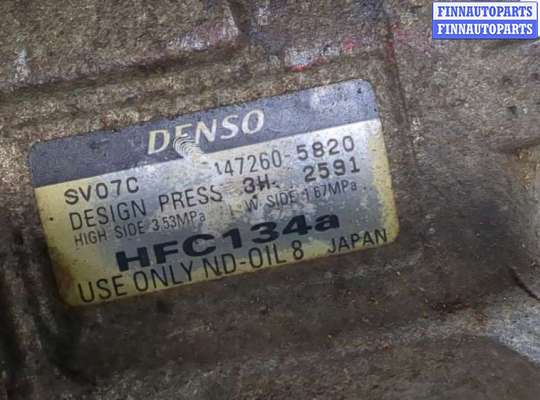 FINNAUTOPARTS
FINNAUTOPARTS
DENSO
SV07C 447260-5820
DESIGN PRESS 3H 2591
HIGH SIDE 3.53MPa W SIDE 1.67MPa
HFC134a
USE ONLY ND-OIL 8 JAPAN